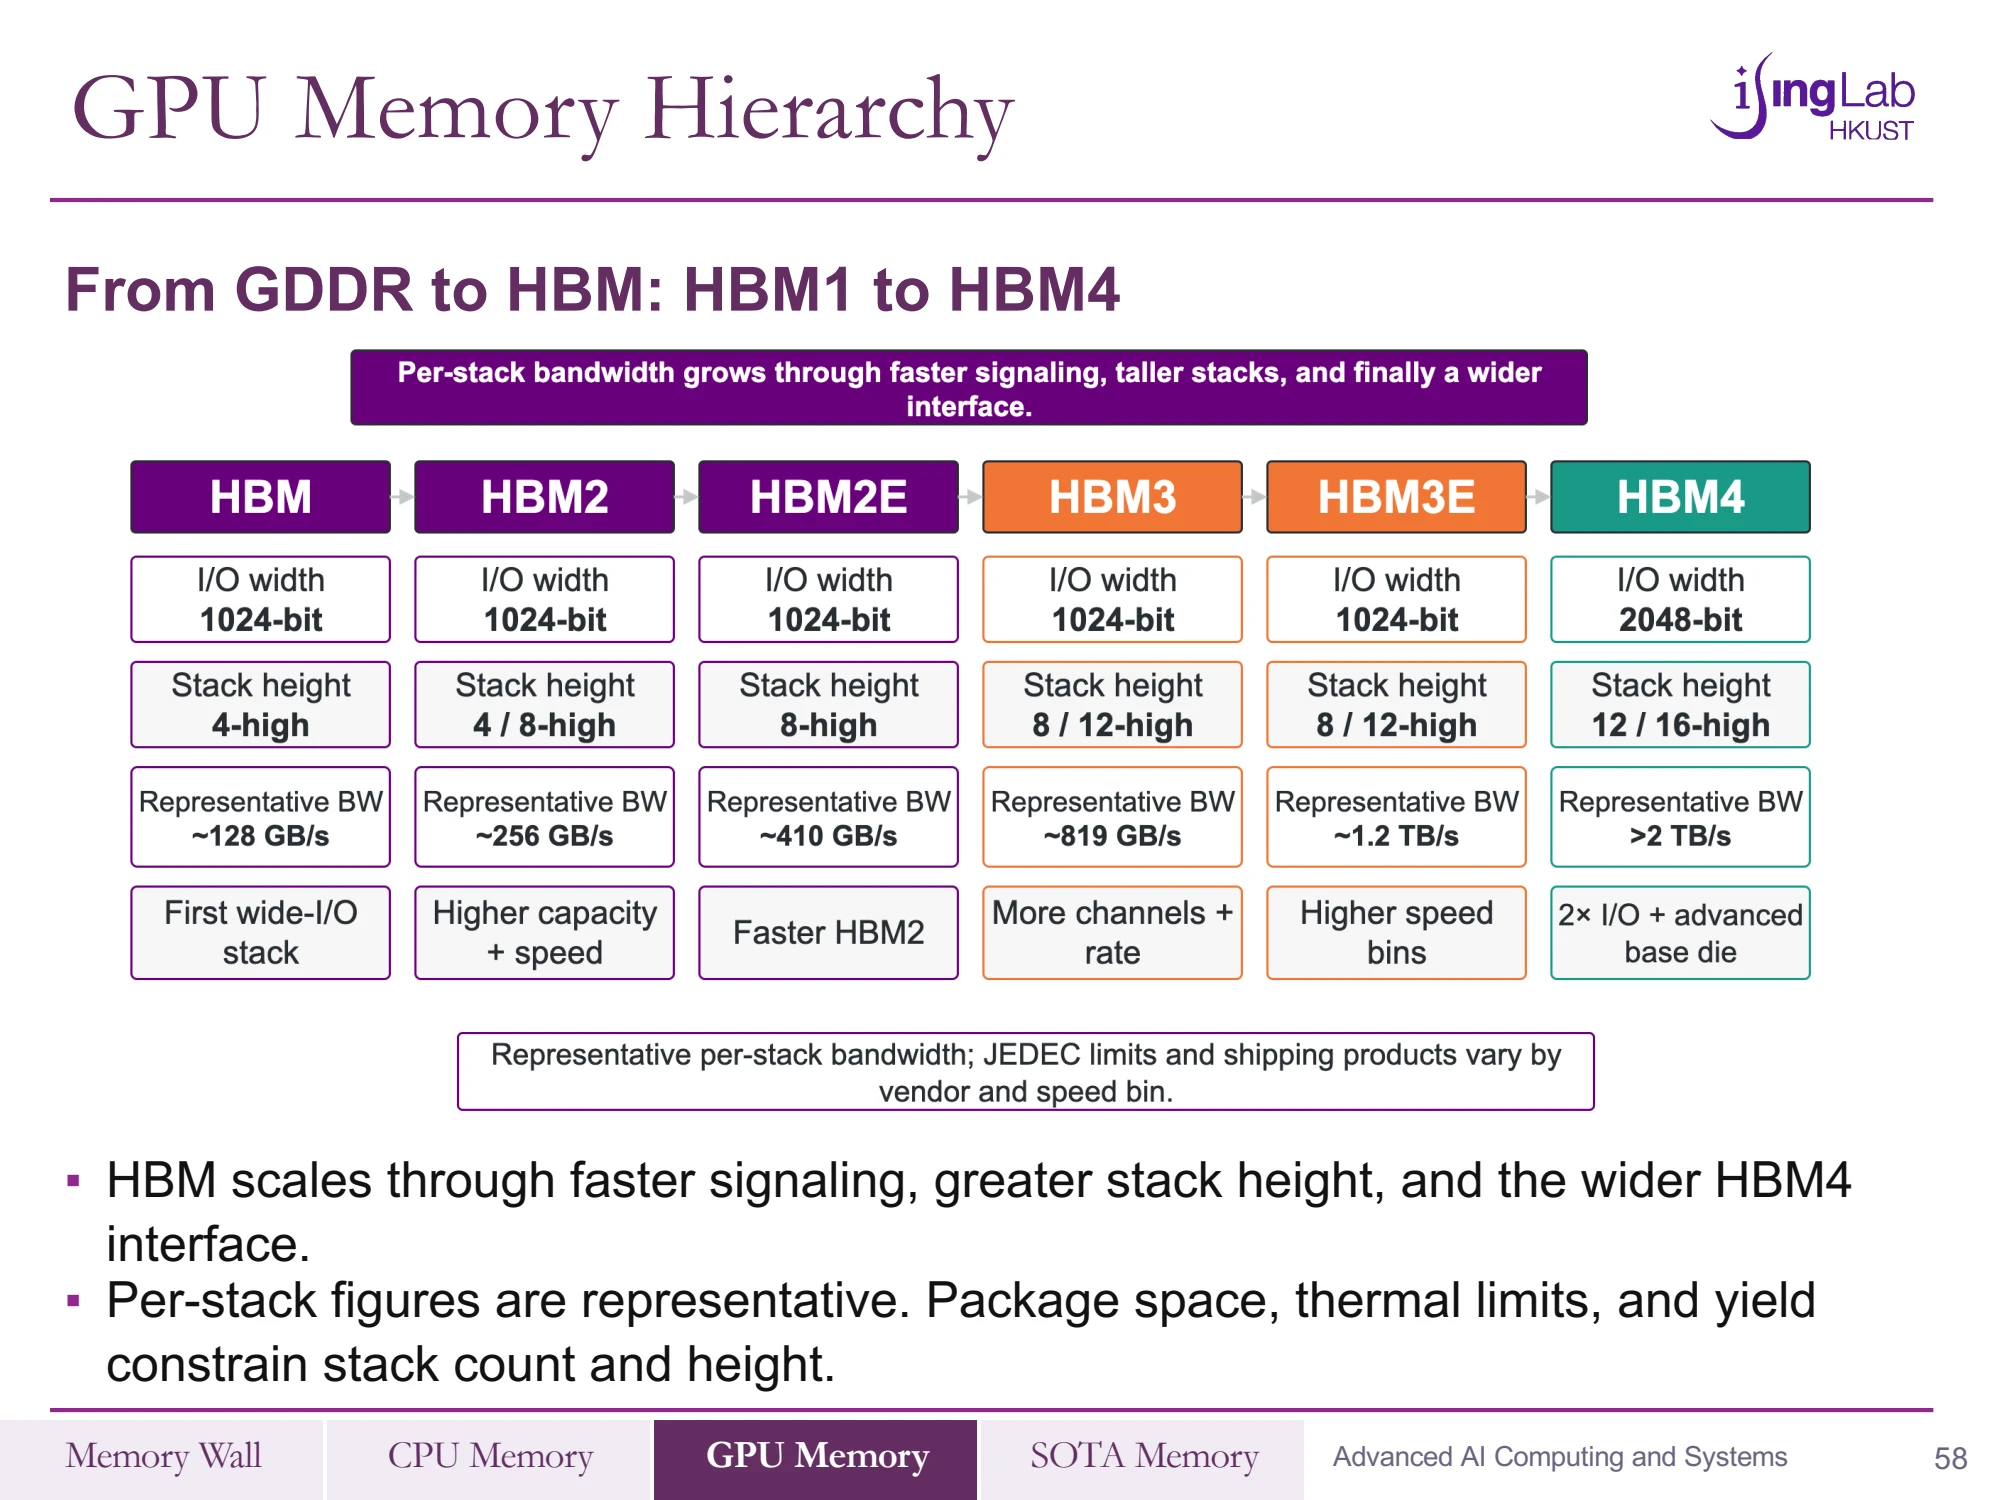 GPU Memory Hierarchy
isingLab
HKUST
From GDDR to HBM: HBM1 to HBM4
Per-stack bandwidth grows through faster signaling, taller stacks, and finally a wider
interface.
HBM
HBM2
HBM2E
HBM3
HBM3E
HBM4
I/O width
1024-bit
I/O width
1024-bit
I/O width
1024-bit
I/O width
1024-bit
I/O width
1024-bit
I/O width
2048-bit
Stack height
4-high
Stack height
4 / 8-high
Stack height
8-high
Stack height
8 / 12-high
Stack height
8 / 12-high
Stack height
12 / 16-high
Representative BW
~128 GB/s
Representative BW
~256 GB/s
Representative BW
~410 GB/s
Representative BW
~819 GB/s
Representative BW
~1.2 TB/s
Representative BW
>2 TB/s
First wide-I/O
stack
Higher capacity
+ speed
Faster HBM2
More channels +
rate
Higher speed
bins
2× I/O + advanced
base die
Representative per-stack bandwidth; JEDEC limits and shipping products vary by
vendor and speed bin.
▪ HBM scales through faster signaling, greater stack height, and the wider HBM4
interface.
▪ Per-stack figures are representative. Package space, thermal limits, and yield
constrain stack count and height.
Memory Wall
CPU Memory
GPU Memory
SOTA Memory
Advanced AI Computing and Systems
58